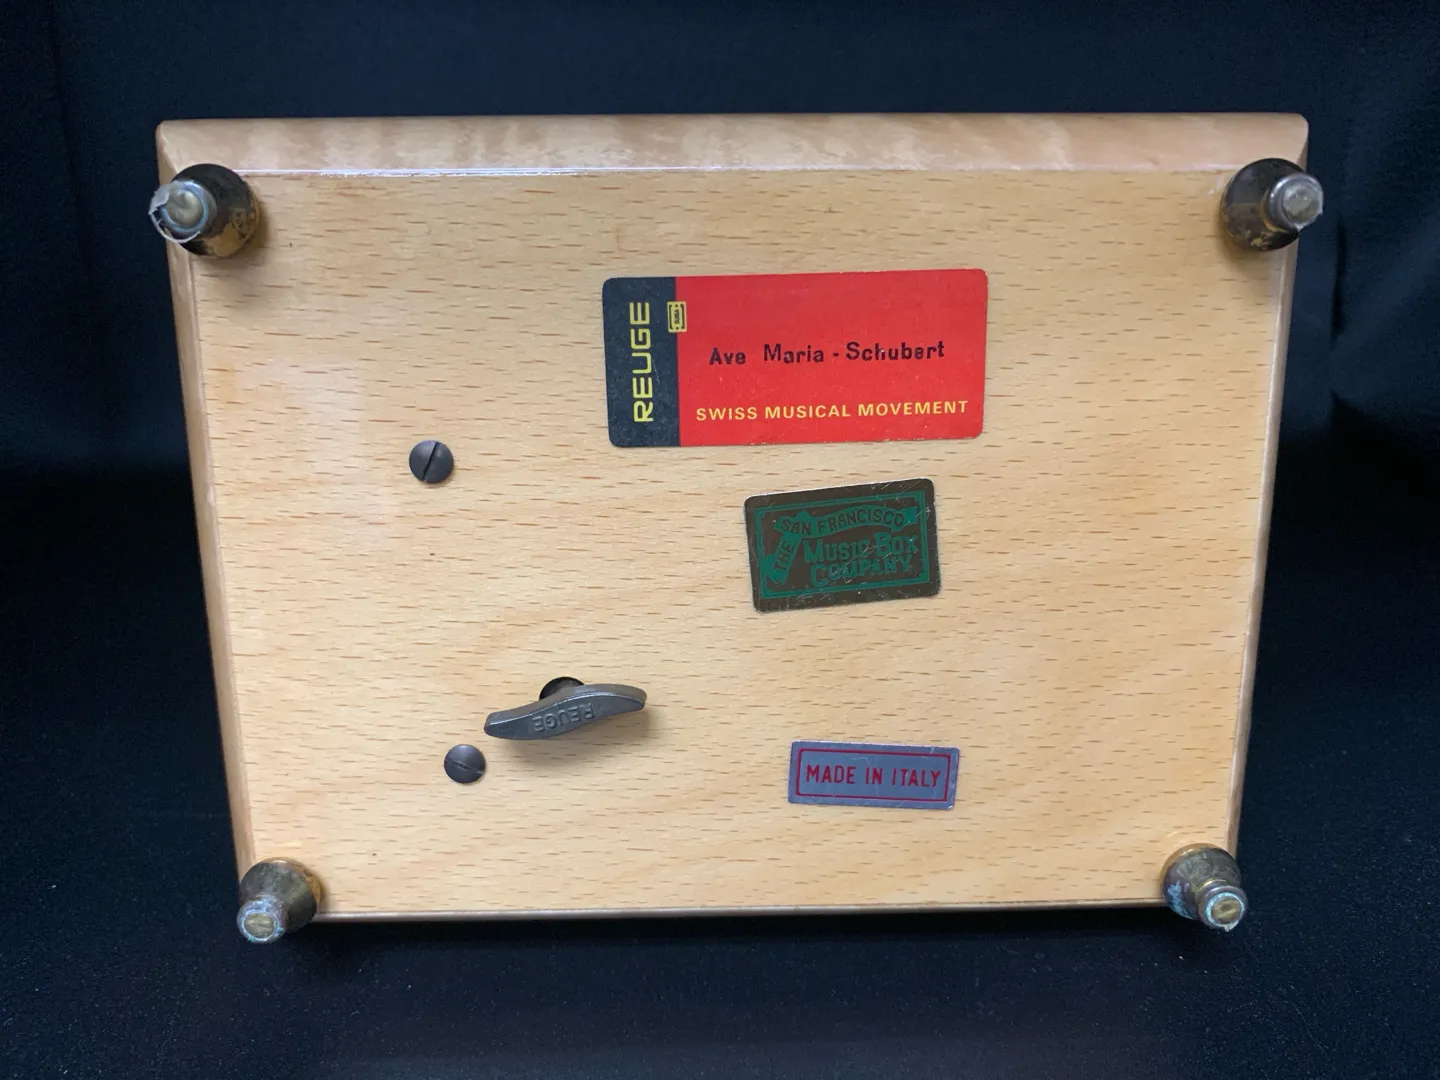 REUGE
Ave Maria - Schubert
SWISS MUSICAL MOVEMENT
THE SAN FRANCISCO
MUSIC BOX
COMPANY
REUGE
MADE IN ITALY